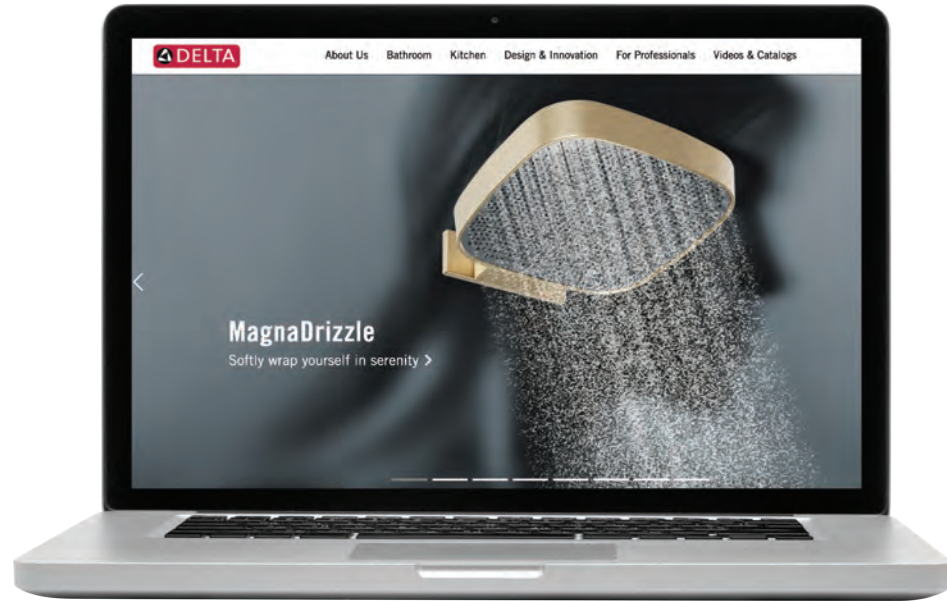 DELTA
About Us Bathroom Kitchen Design & Innovation For Professionals Videos & Catalogs
MagnaDrizzle
Softly wrap yourself in serenity >